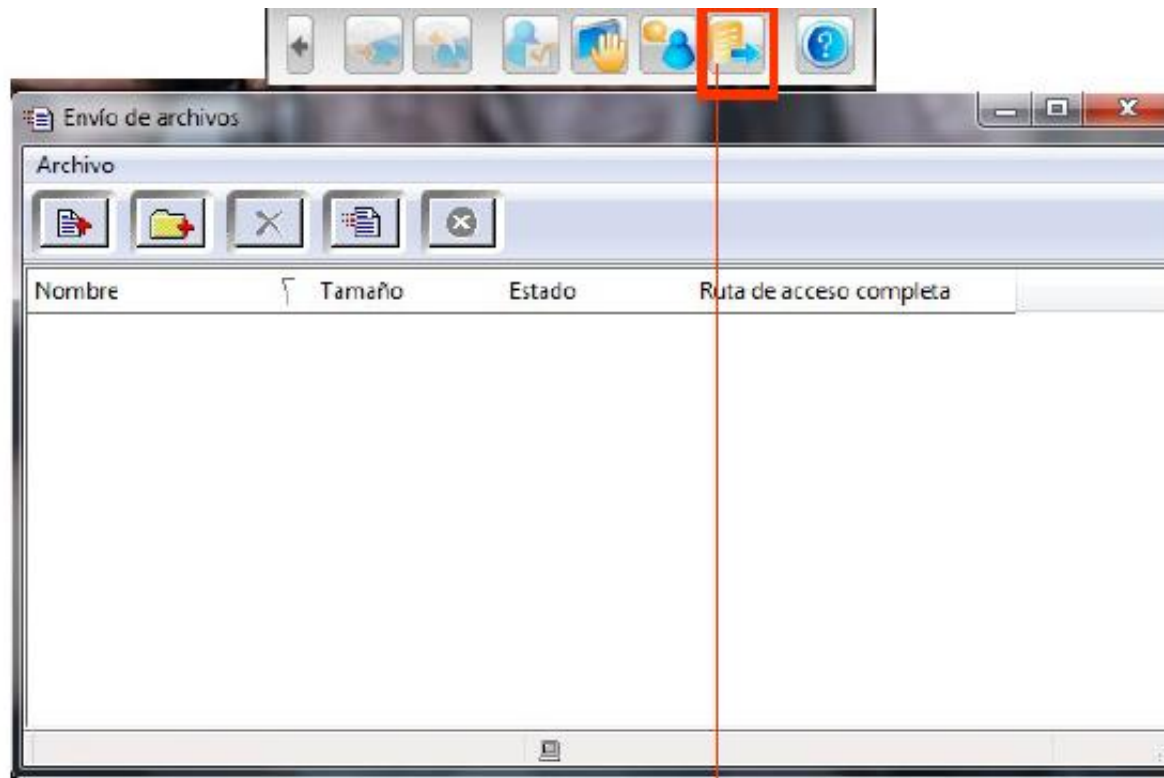 Envío de archivos
Archivo
Nombre Tamaño Estado Ruta de acceso completa